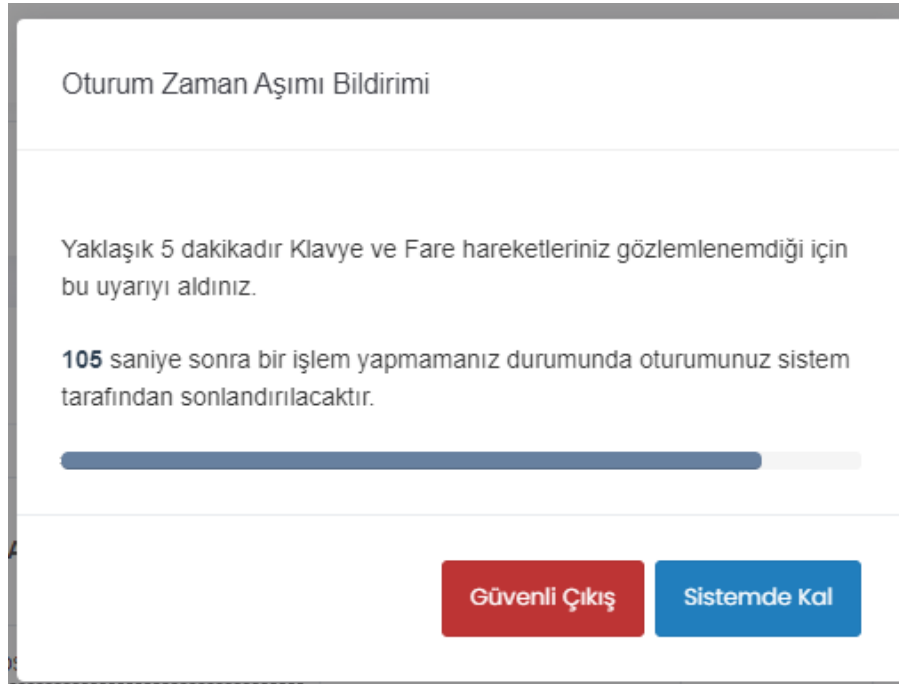 Oturum Zaman Aşımı Bildirimi
Yaklaşık 5 dakikadır Klavye ve Fare hareketleriniz gözlemlenemdiği için
bu uyarıyı aldınız.
105 saniye sonra bir işlem yapmamanız durumunda oturumunuz sistem
tarafından sonlandırılacaktır.
Güvenli Çıkış
Sistemde Kal